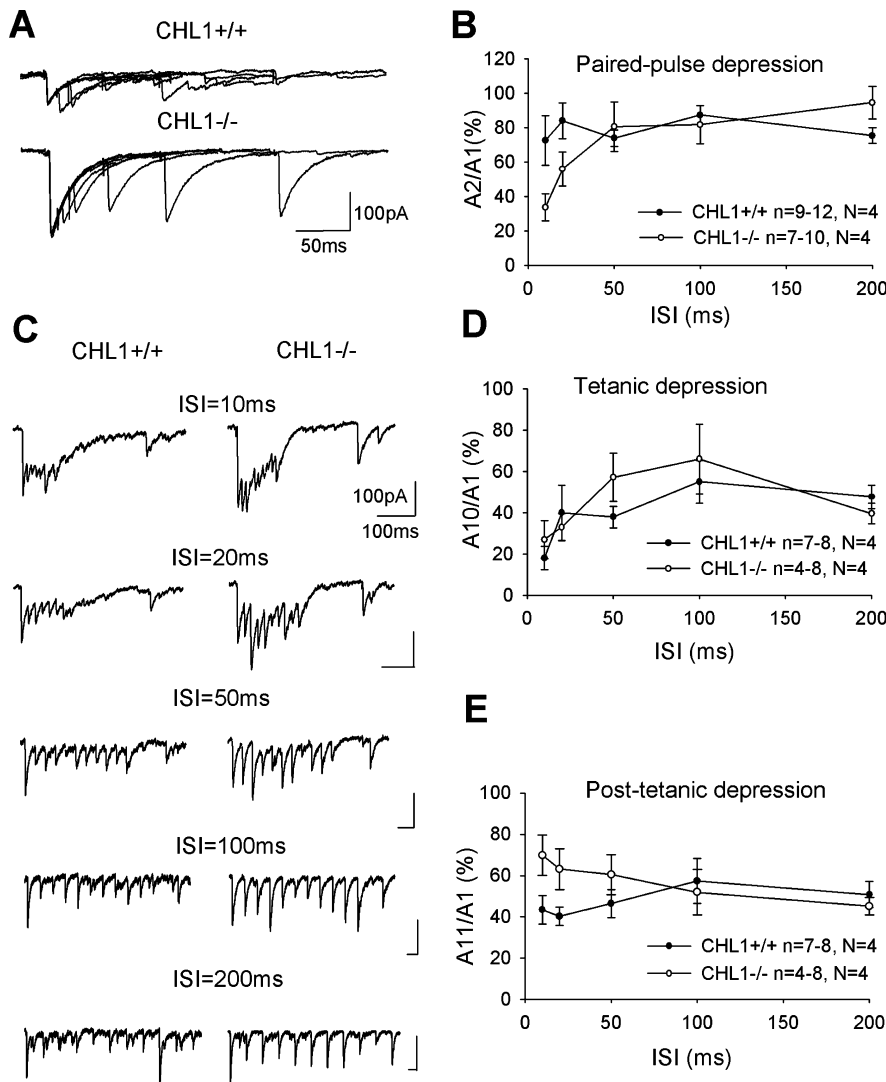 A
CHL1+/+
CHL1-/-
100pA
50ms
B
Paired-pulse depression
A2/A1(%)
120
100
80
60
40
20
0
CHL1+/+ n=9-12, N=4
CHL1-/- n=7-10, N=4
0 50 100 150 200
ISI (ms)
C
CHL1+/+ CHL1-/-
ISI=10ms
100pA
100ms
ISI=20ms
ISI=50ms
ISI=100ms
ISI=200ms
D
Tetanic depression
A10/A1 (%)
100
80
60
40
20
0
CHL1+/+ n=7-8, N=4
CHL1-/- n=4-8, N=4
0 50 100 150 200
ISI (ms)
E
Post-tetanic depression
A11/A1 (%)
100
80
60
40
20
0
CHL1+/+ n=7-8, N=4
CHL1-/- n=4-8, N=4
0 50 100 150 200
ISI (ms)